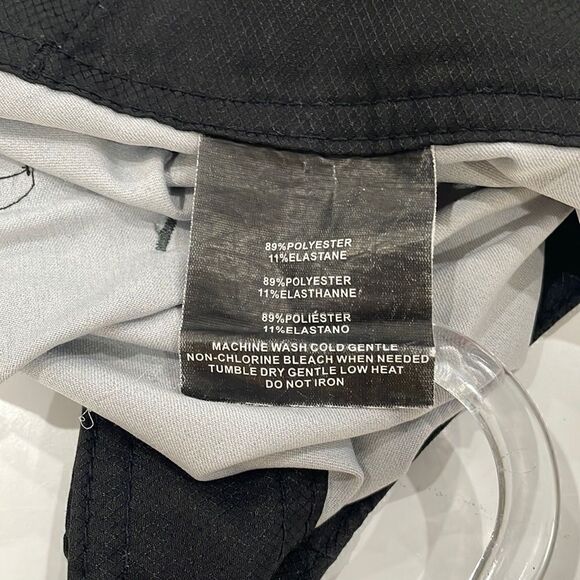 89%POLYESTER
11%ELASTANE
89%POLYESTER
11%ELASTHANNE
89%POLIÉSTER
11%ELASTANO
MACHINE WASH COLD GENTLE
NON-CHLORINE BLEACH WHEN NEEDED
TUMBLE DRY GENTLE LOW HEAT
DO NOT IRON